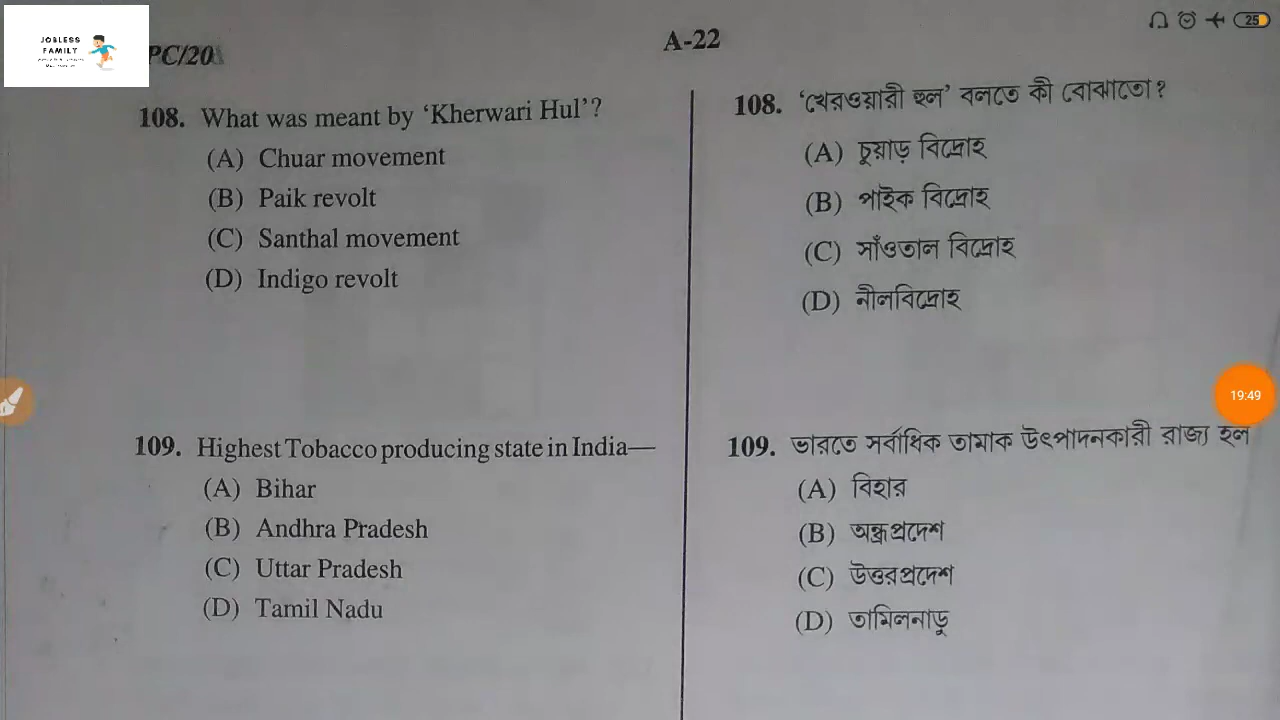 JOBLESS
FAMILY
PC/20
A-22
25
108. What was meant by ‘Kherwari Hul’?
(A) Chuar movement
(B) Paik revolt
(C) Santhal movement
(D) Indigo revolt
109. Highest Tobacco producing state in India—
(A) Bihar
(B) Andhra Pradesh
(C) Uttar Pradesh
(D) Tamil Nadu
108. ‘খেরওয়ারী হুল’ বলতে কী বোঝাতো?
(A) চুয়াড় বিদ্রোহ
(B) পাইক বিদ্রোহ
(C) সাঁওতাল বিদ্রোহ
(D) নীলবিদ্রোহ
19:49
109. ভারতে সর্বাধিক তামাক উৎপাদনকারী রাজ্য হল
(A) বিহার
(B) অন্ধ্রপ্রদেশ
(C) উত্তরপ্রদেশ
(D) তামিলনাড়ু